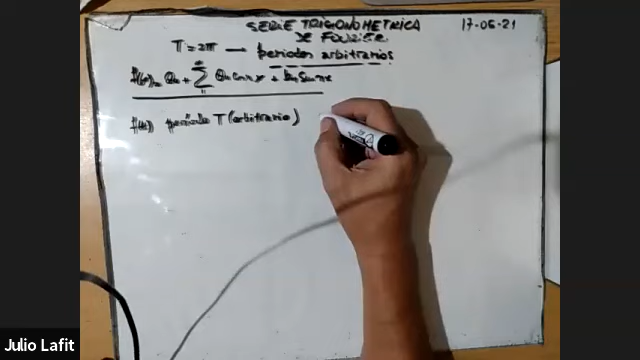 SERIE TRIGONOMETRICA 17-06-21
DE FOURIER
T = 2π — periodos arbitrarios
f(x) = a₀ + ∑ aₙ cos nx + bₙ sen nx
f(x) periodo T (arbitrario)
Julio Lafit